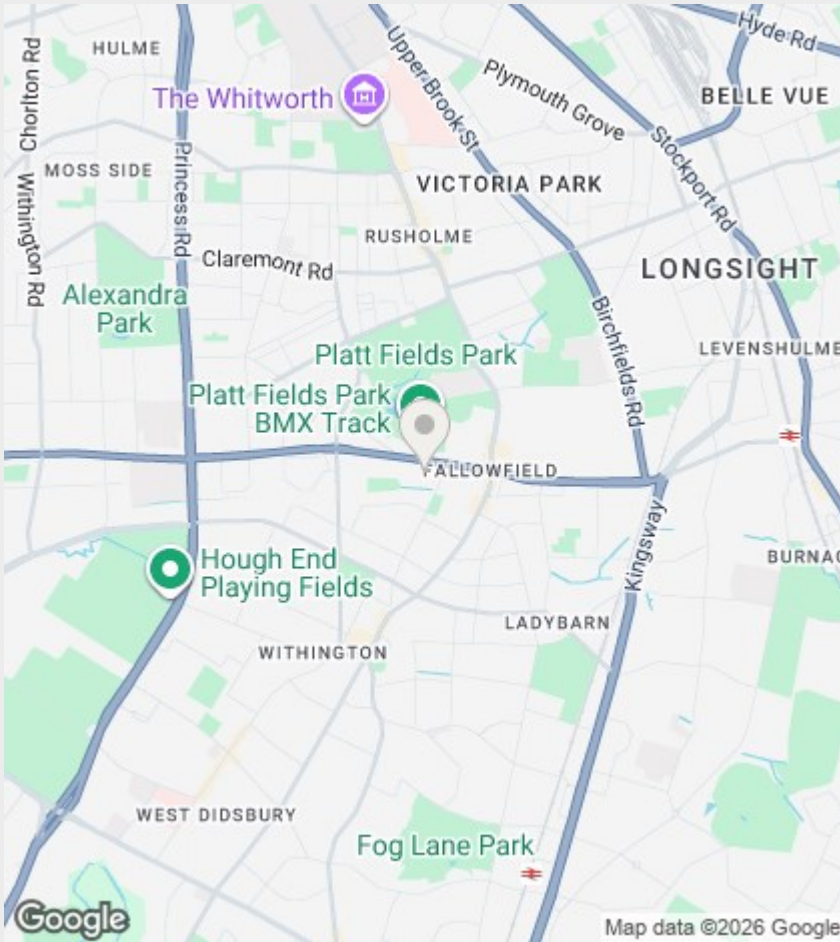 Hyde Rd
HULME
Chorlton Rd
Upper Brook St
Plymouth Grove
The Whitworth
BELLE VUE
Stockport Rd
MOSS SIDE
Princess Rd
VICTORIA PARK
Withington Rd
RUSHOLME
Claremont Rd
LONGSIGHT
Alexandra
Park
Birchfields Rd
Platt Fields Park
LEVENSHULME
Platt Fields Park
BMX Track
FALLOWFIELD
Kingsway
Hough End
Playing Fields
BURNAG
LADYBARN
WITHINGTON
WEST DIDSBURY
Fog Lane Park
Google
Map data ©2026 Google